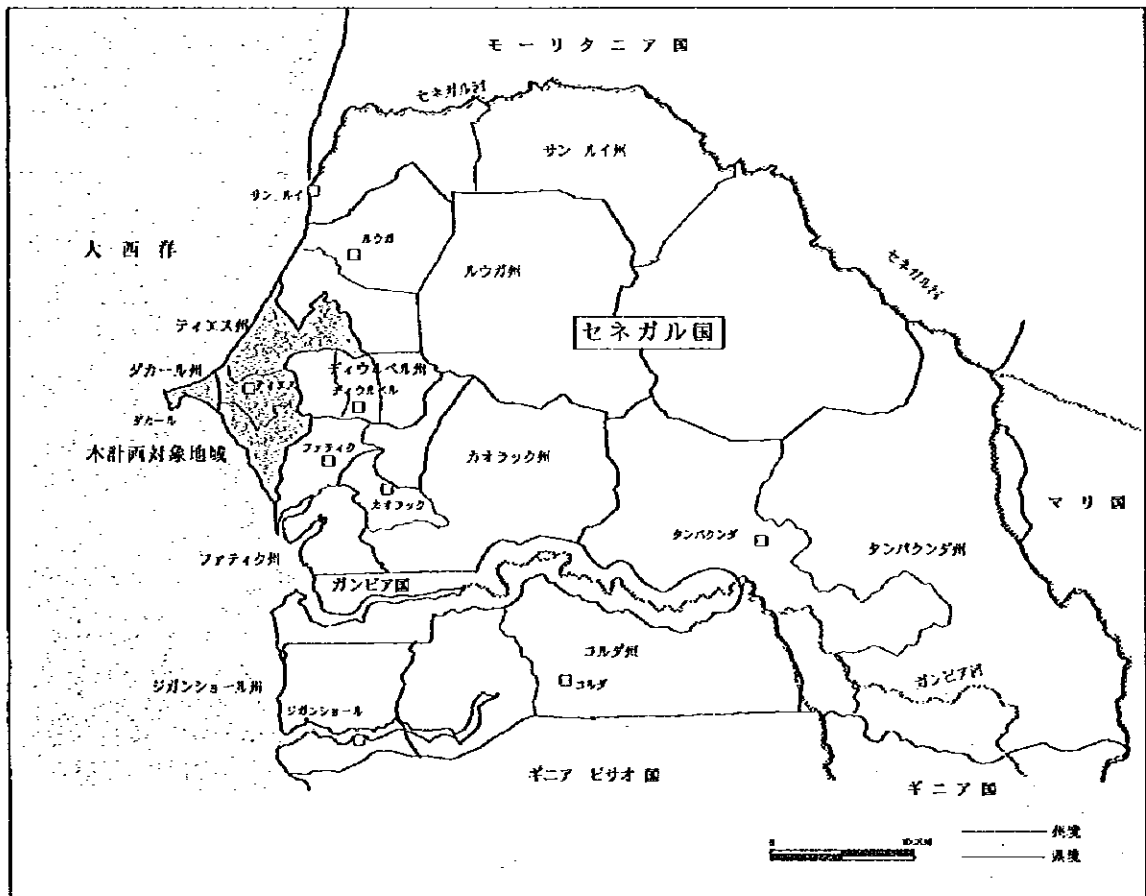 モーリタニア国
セネガル河
サン ルイ州
サン ルイ
ルウガ
大西洋
ルウガ州
セネガル河
ティエス州
セネガル国
ダカール州
ディウルベル州
ティエス
ディウルベル
ダカール
本計画対象地域
ファティク
カオラック州
カオラック
マリ国
タンバクンダ
タンバクンダ州
ファティク州
ガンビア国
コルダ州
ジガンショール州
コルダ
ガンビア河
ジガンショール
ギニア ビサオ国
ギニア国
0
州境
県境